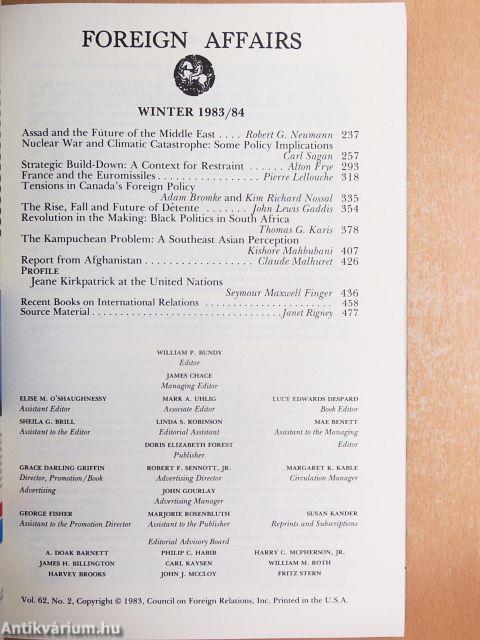 FOREIGN AFFAIRS
WINTER 1983/84
Assad and the Future of the Middle East . . . . Robert G. Neumann 237
Nuclear War and Climatic Catastrophe: Some Policy Implications
Carl Sagan 257
Strategic Build-Down: A Context for Restraint . . . . . . Alton Frye 293
France and the Euromissiles . . . . . . . . . . . . . . . . . Pierre Lellouche 318
Tensions in Canada's Foreign Policy
Adam Bromke and Kim Richard Nossal 335
The Rise, Fall and Future of Détente . . . . . . . John Lewis Gaddis 354
Revolution in the Making: Black Politics in South Africa
Thomas G. Karis 378
The Kampuchean Problem: A Southeast Asian Perception
Kishore Mahbubani 407
Report from Afghanistan . . . . . . . . . . . . . . . . . . Claude Malhuret 426
PROFILE
Jeane Kirkpatrick at the United Nations
Seymour Maxwell Finger 436
Recent Books on International Relations . . . . . . . . . . . . . . . . . . . . . 458
Source Material . . . . . . . . . . . . . . . . . . . . . . . . . . . . . . . Janet Rigney 477
WILLIAM P. BUNDY
Editor
JAMES CHACE
Managing Editor
ELISE M. O'SHAUGHNESSY MARK A. UHLIG LUCY EDWARDS DESPARD
Assistant Editor Associate Editor Book Editor
SHEILA G. BRILL LINDA S. ROBINSON MAE BENETT
Assistant to the Editor Editorial Assistant Assistant to the Managing
DORIS ELIZABETH FOREST Editor
Publisher
GRACE DARLING GRIFFIN ROBERT F. SENNOTT, JR. MARGARET K. KABLE
Director, Promotion/Book Advertising Director Circulation Manager
Advertising JOHN GOURLAY
Advertising Manager
GEORGE FISHER MARJORIE ROSENBLUTH SUSAN KANDER
Assistant to the Promotion Director Assistant to the Publisher Reprints and Subscriptions
Editorial Advisory Board
A. DOAK BARNETT PHILIP C. HABIB HARRY C. MCPHERSON, JR.
JAMES H. BILLINGTON CARL KAYSEN WILLIAM M. ROTH
HARVEY BROOKS JOHN J. MCCLOY FRITZ STERN
Vol. 62, No. 2, Copyright © 1983, Council on Foreign Relations, Inc. Printed in the U.S.A.
Antikvárium.hu